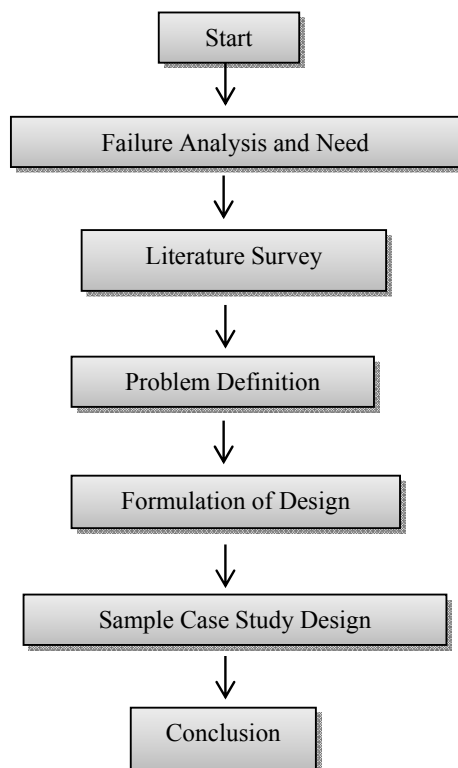 Start
Failure Analysis and Need
Literature Survey
Problem Definition
Formulation of Design
Sample Case Study Design
Conclusion